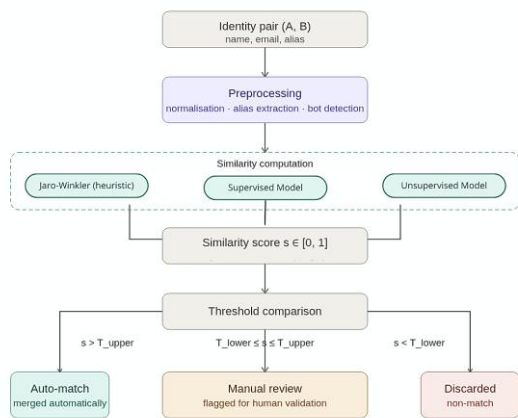 Identity pair (A, B)
name, email, alias
Preprocessing
normalisation · alias extraction · bot detection
Similarity computation
Jaro-Winkler (heuristic)
Supervised Model
Unsupervised Model
Similarity score s ∈ [0, 1]
Threshold comparison
s > T_upper
T_lower ≤ s ≤ T_upper
s < T_lower
Auto-match
merged automatically
Manual review
flagged for human validation
Discarded
non-match